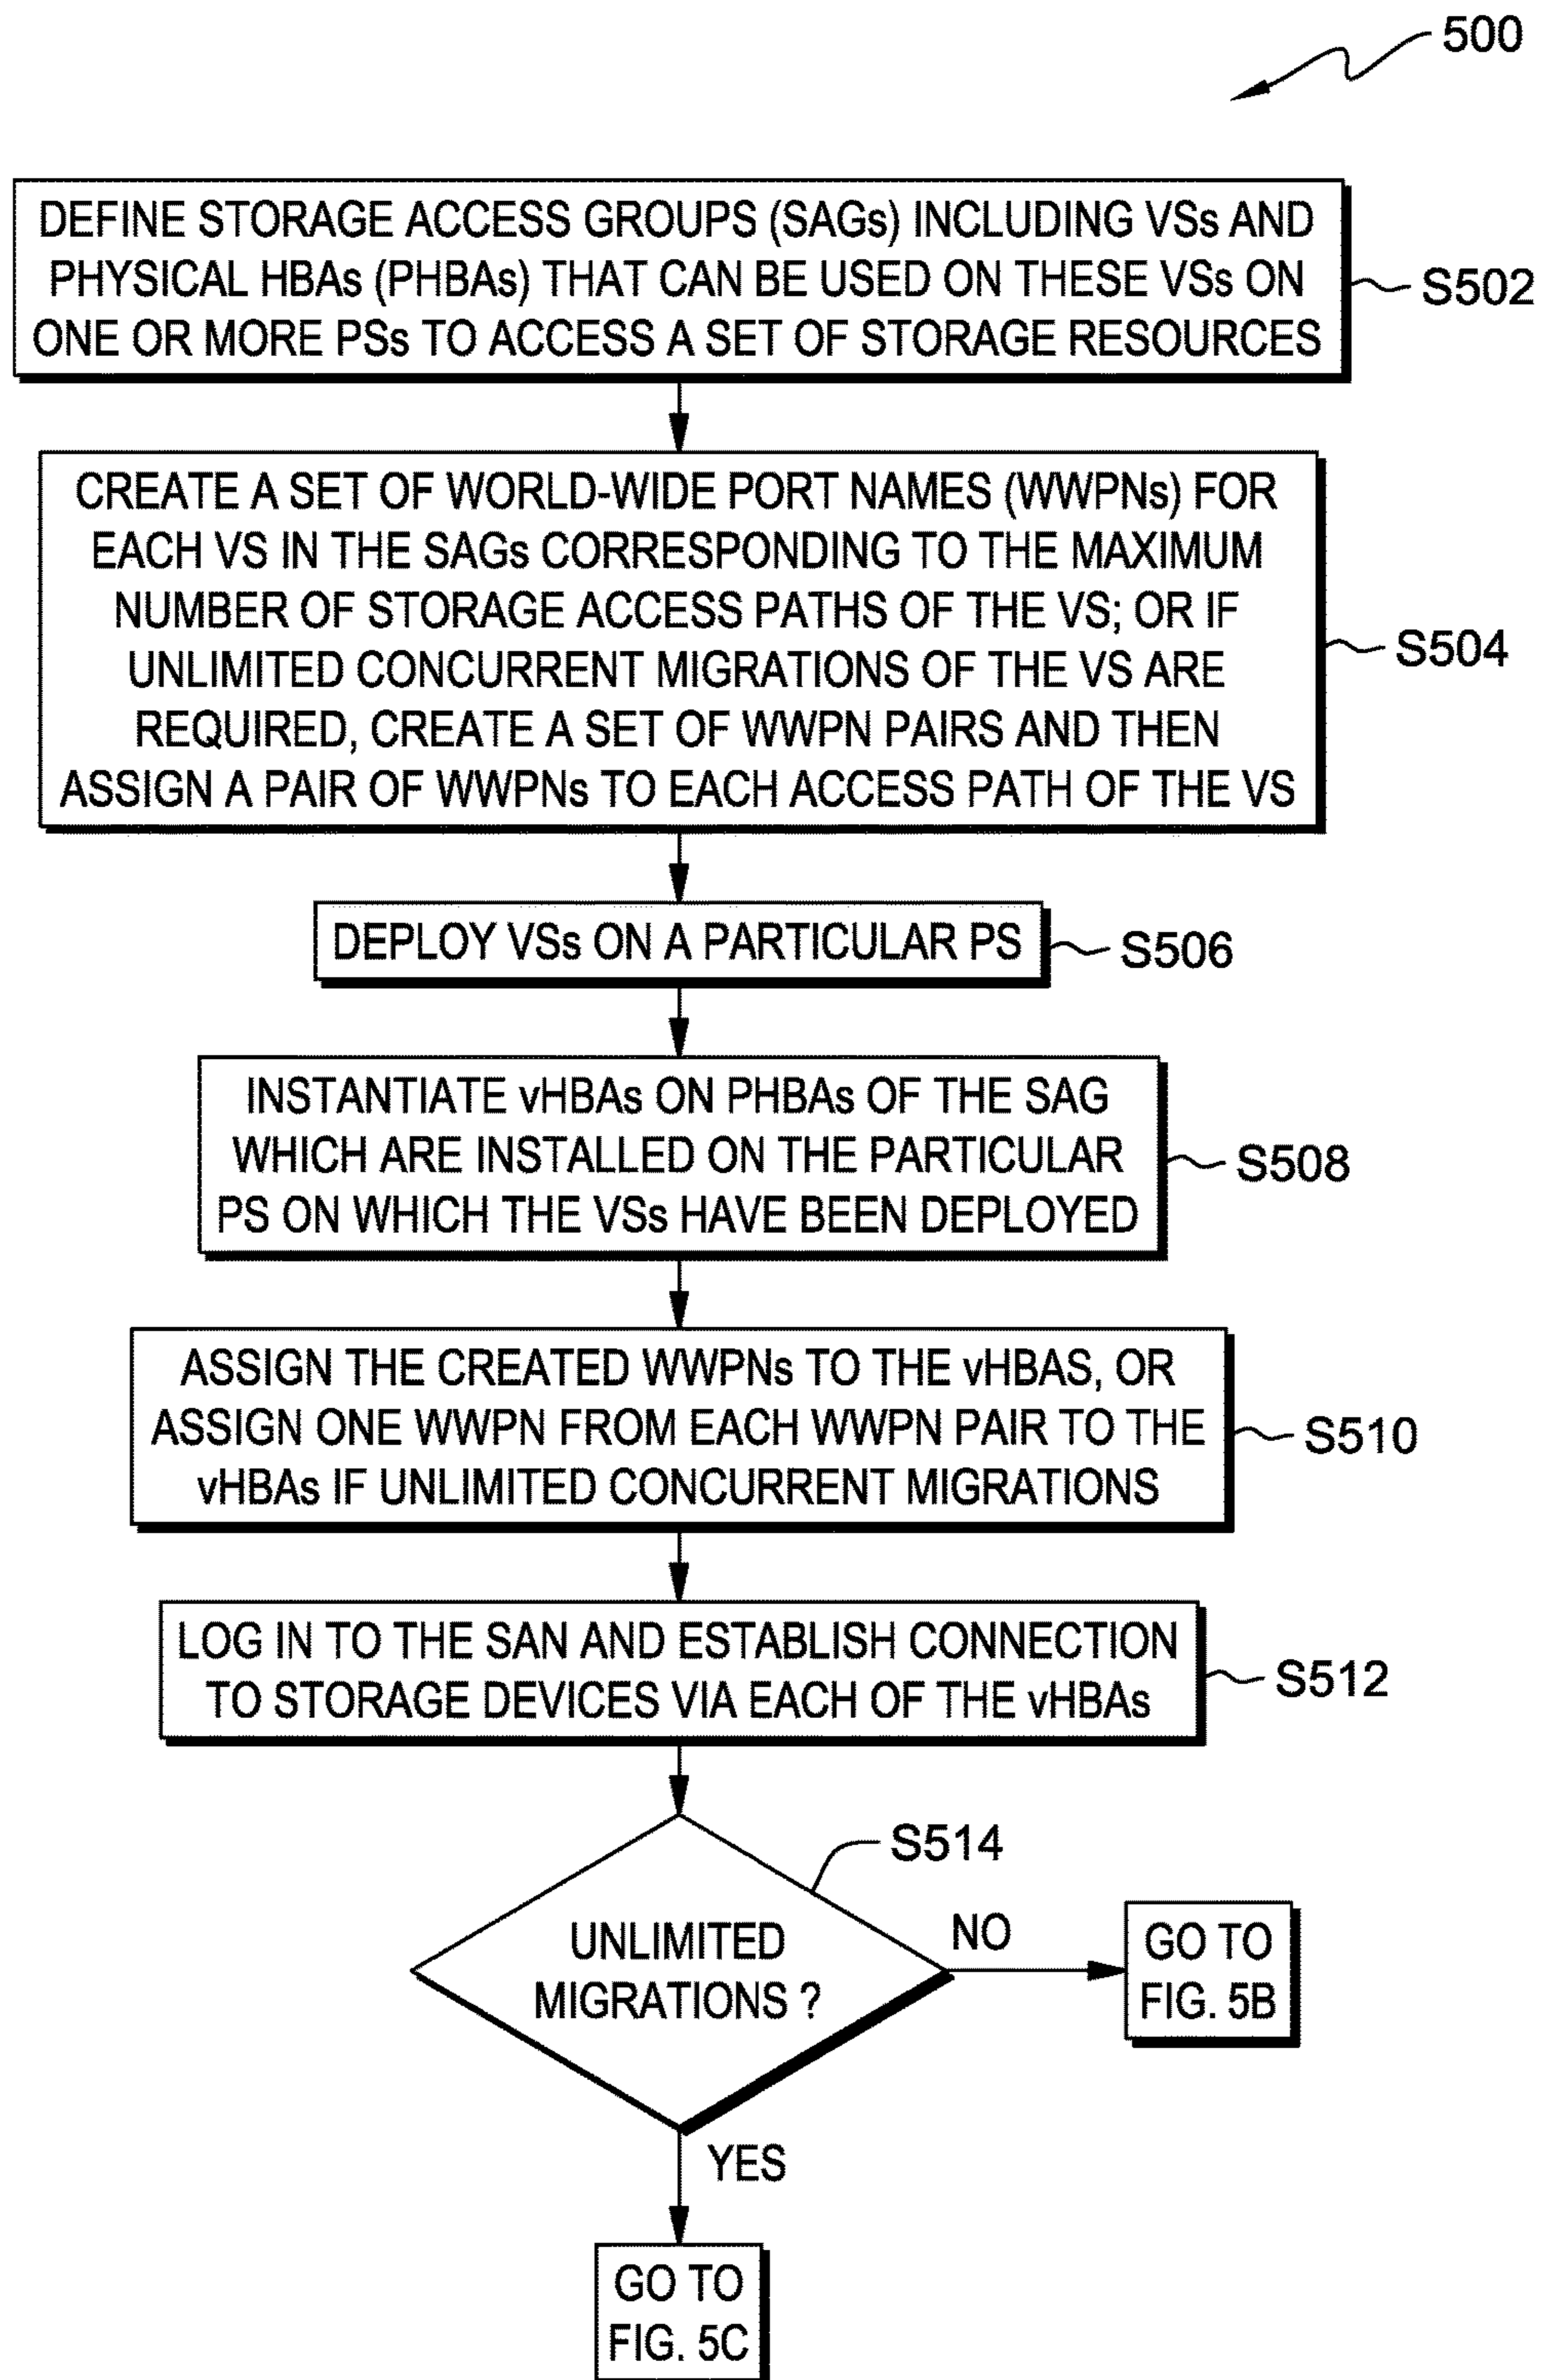 500
DEFINE STORAGE ACCESS GROUPS (SAGs) INCLUDING VSs AND
PHYSICAL HBAs (PHBAs) THAT CAN BE USED ON THESE VSs ON
ONE OR MORE PSs TO ACCESS A SET OF STORAGE RESOURCES
S502
CREATE A SET OF WORLD-WIDE PORT NAMES (WWPNs) FOR
EACH VS IN THE SAGs CORRESPONDING TO THE MAXIMUM
NUMBER OF STORAGE ACCESS PATHS OF THE VS; OR IF
UNLIMITED CONCURRENT MIGRATIONS OF THE VS ARE
REQUIRED, CREATE A SET OF WWPN PAIRS AND THEN
ASSIGN A PAIR OF WWPNs TO EACH ACCESS PATH OF THE VS
S504
DEPLOY VSs ON A PARTICULAR PS
S506
INSTANTIATE vHBAs ON PHBAs OF THE SAG
WHICH ARE INSTALLED ON THE PARTICULAR
PS ON WHICH THE VSs HAVE BEEN DEPLOYED
S508
ASSIGN THE CREATED WWPNs TO THE vHBAS, OR
ASSIGN ONE WWPN FROM EACH WWPN PAIR TO THE
vHBAs IF UNLIMITED CONCURRENT MIGRATIONS
S510
LOG IN TO THE SAN AND ESTABLISH CONNECTION
TO STORAGE DEVICES VIA EACH OF THE vHBAs
S512
S514
UNLIMITED
MIGRATIONS ?
NO
GO TO
FIG. 5B
YES
GO TO
FIG. 5C